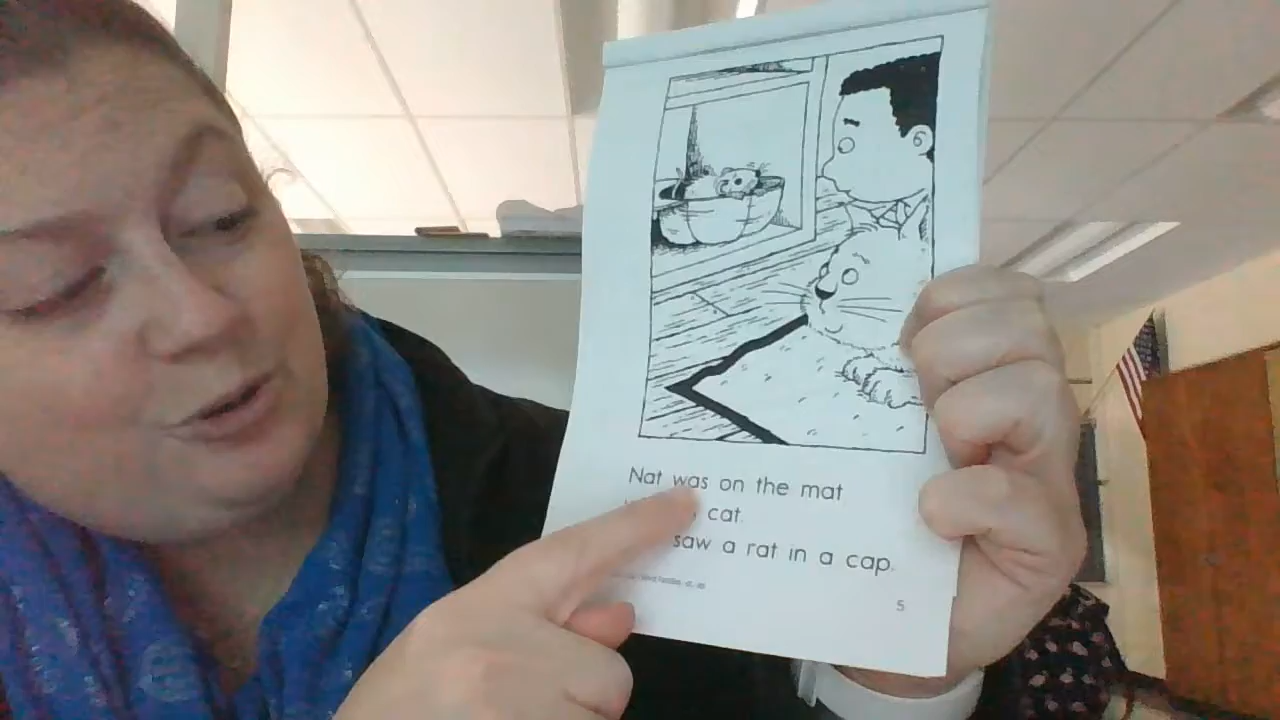 Nat was on the mat
cat.
saw a rat in a cap.
5